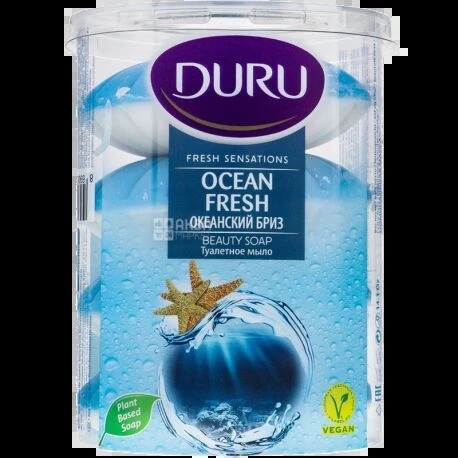 DURU
FRESH SENSATIONS
OCEAN
FRESH
ОКЕАНСКИЙ БРИЗ
BEAUTY SOAP
Туалетное мыло
Plant
Based
Soap
VEGAN